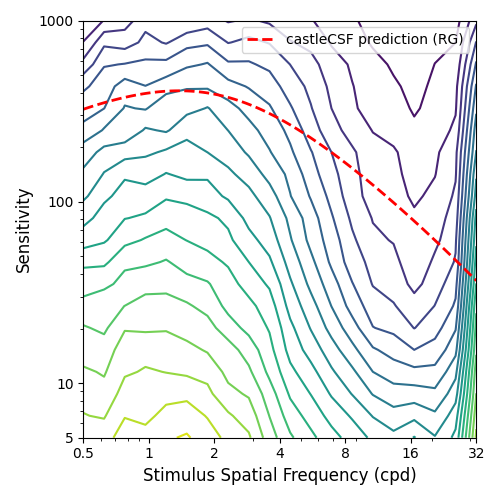 1000
castleCSF prediction (RG)
100
10
5
Sensitivity
0.5 1 2 4 8 16 32
Stimulus Spatial Frequency (cpd)